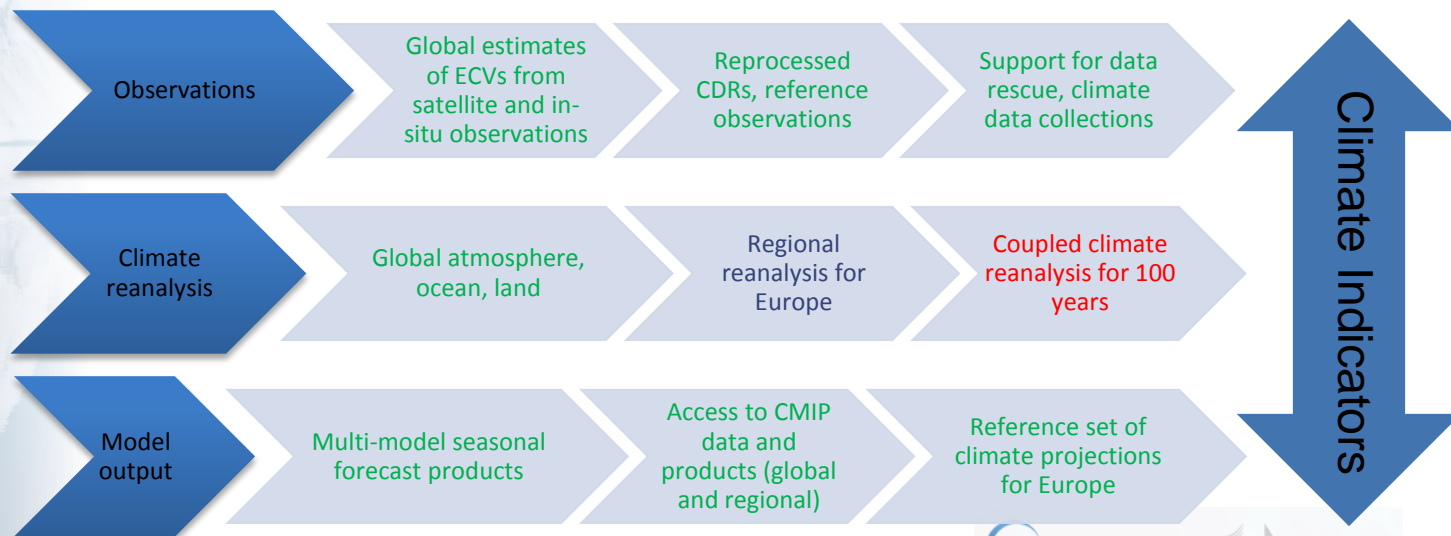 Observations
Global estimates
of ECVs from
satellite and in-
situ observations
Reprocessed
CDRs, reference
observations
Support for data
rescue, climate
data collections
Climate
reanalysis
Global atmosphere,
ocean, land
Regional
reanalysis for
Europe
Coupled climate
reanalysis for 100
years
Model
output
Multi-model seasonal
forecast products
Access to CMIP
data and
products (global
and regional)
Reference set of
climate projections
for Europe
Climate Indicators